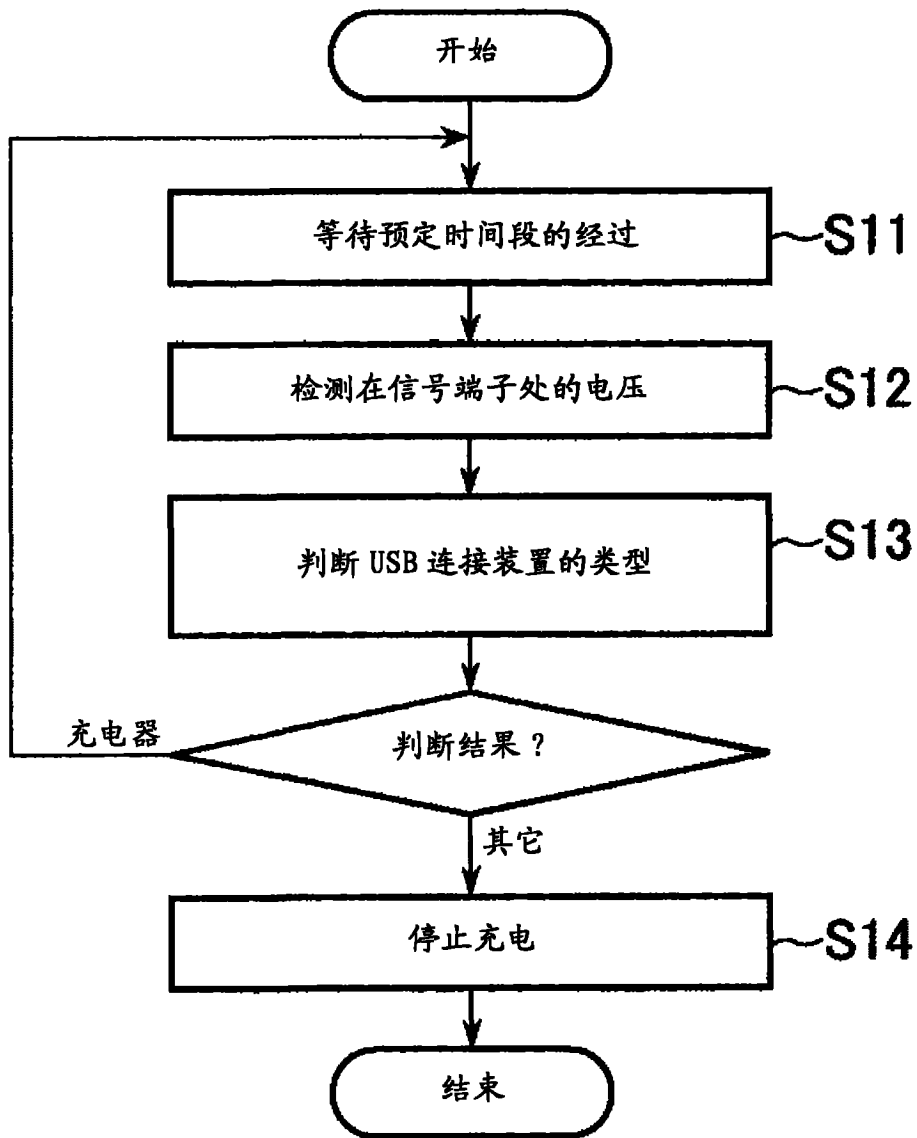 开始
等待预定时间段的经过
S11
检测在信号端子处的电压
S12
判断 USB 连接装置的类型
S13
充电器
判断结果？
其它
停止充电
S14
结束